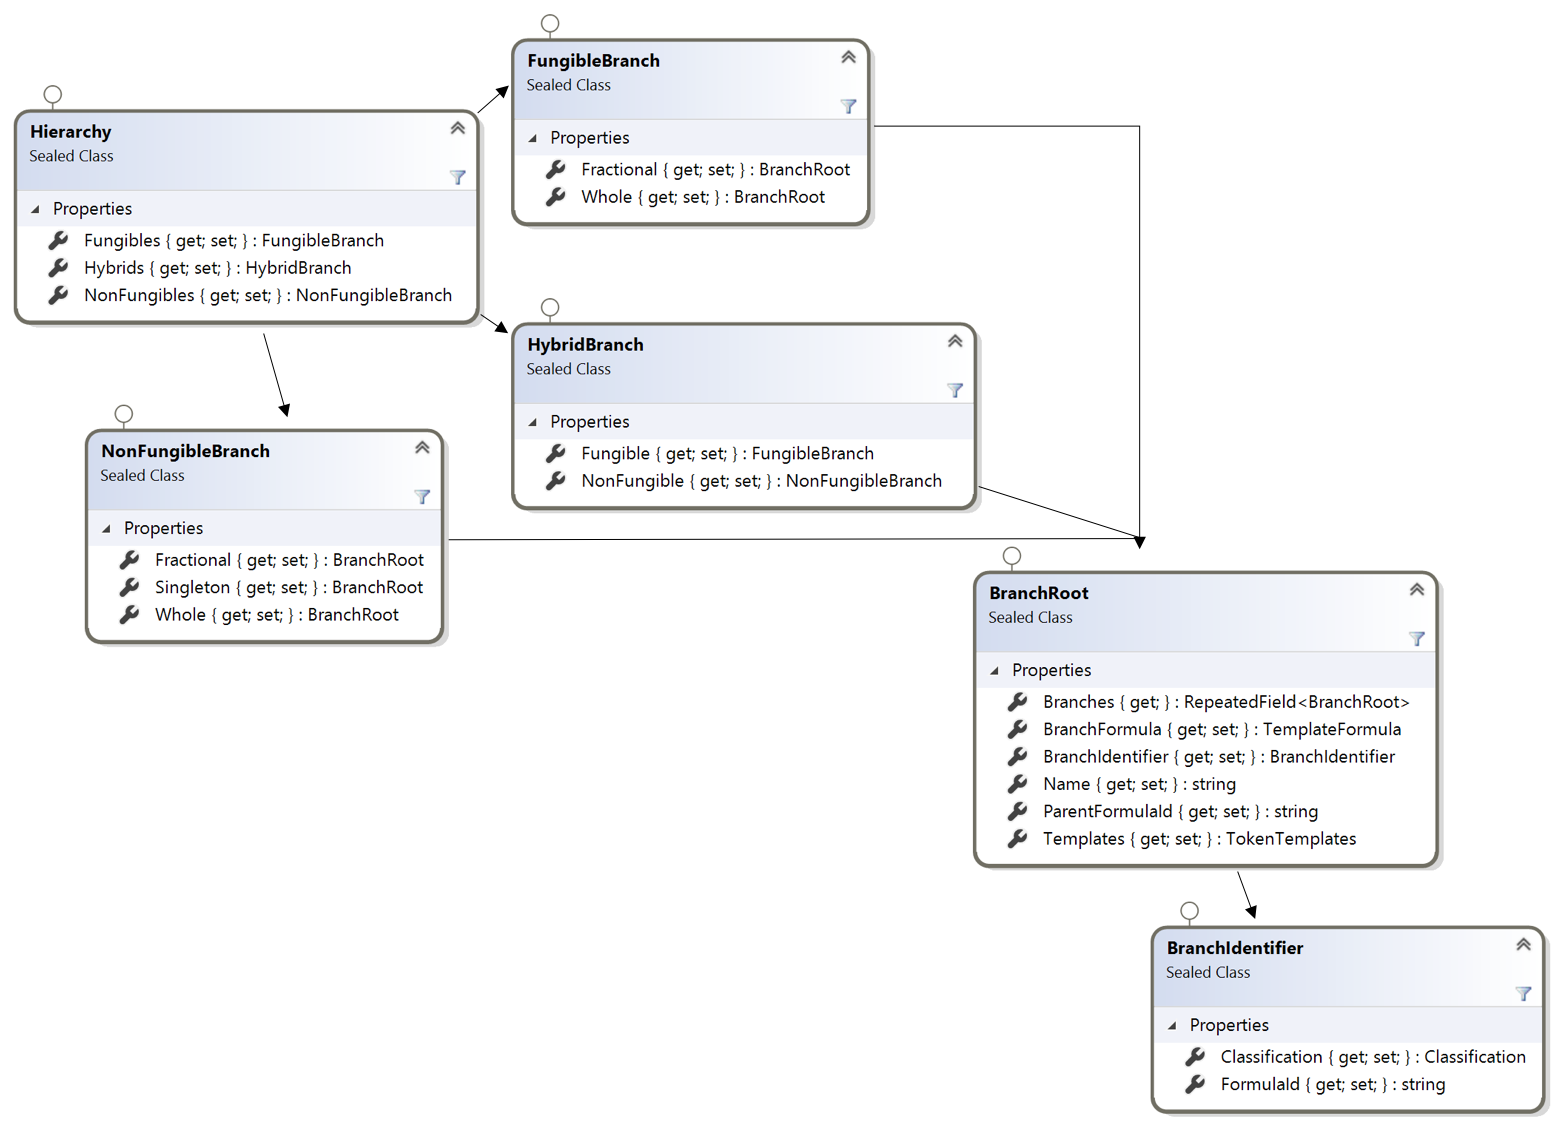 Hierarchy
Sealed Class
Properties
Fungibles { get; set; } : FungibleBranch
Hybrids { get; set; } : HybridBranch
NonFungibles { get; set; } : NonFungibleBranch
FungibleBranch
Sealed Class
Properties
Fractional { get; set; } : BranchRoot
Whole { get; set; } : BranchRoot
HybridBranch
Sealed Class
Properties
Fungible { get; set; } : FungibleBranch
NonFungible { get; set; } : NonFungibleBranch
NonFungibleBranch
Sealed Class
Properties
Fractional { get; set; } : BranchRoot
Singleton { get; set; } : BranchRoot
Whole { get; set; } : BranchRoot
BranchRoot
Sealed Class
Properties
Branches { get; } : RepeatedField<BranchRoot>
BranchFormula { get; set; } : TemplateFormula
BranchIdentifier { get; set; } : BranchIdentifier
Name { get; set; } : string
ParentFormulaId { get; set; } : string
Templates { get; set; } : TokenTemplates
BranchIdentifier
Sealed Class
Properties
Classification { get; set; } : Classification
FormulaId { get; set; } : string